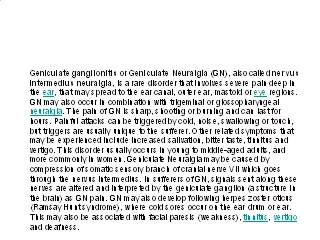 Geniculate ganglionitis or Geniculate Neuralgia (GN), also called nervus
intermedius neuralgia, is a rare disorder that involves severe pain deep in
the ear, that may spread to the ear canal, outer ear, mastoid or eye regions.
GN may also occur in combination with trigeminal or glossopharyngeal
neuralgia. The pain of GN is sharp, shooting or burning and can last for
hours. Painful attacks can be triggered by cold, noise, swallowing or touch,
but triggers are usually unique to the sufferer. Other related symptoms that
may be experienced include increased salivation, bitter taste, tinnitus and
vertigo. This disorder usually occurs in young to middle-aged adults, and
more commonly in women. Geniculate Neuralgia may be caused by
compression of somatic sensory branch of cranial nerve VII which goes
through the nervus intermedius. In sufferers of GN, signals sent along these
nerves are altered and interpreted by the geniculate ganglion (a structure in
the brain) as GN pain. GN may also develop following herpes zoster oticus
(Ramsay Hunt syndrome), where cold sores occur on the ear drum or ear.
This may also be associated with facial paresis (weakness), tinnitus, vertigo
and deafness.